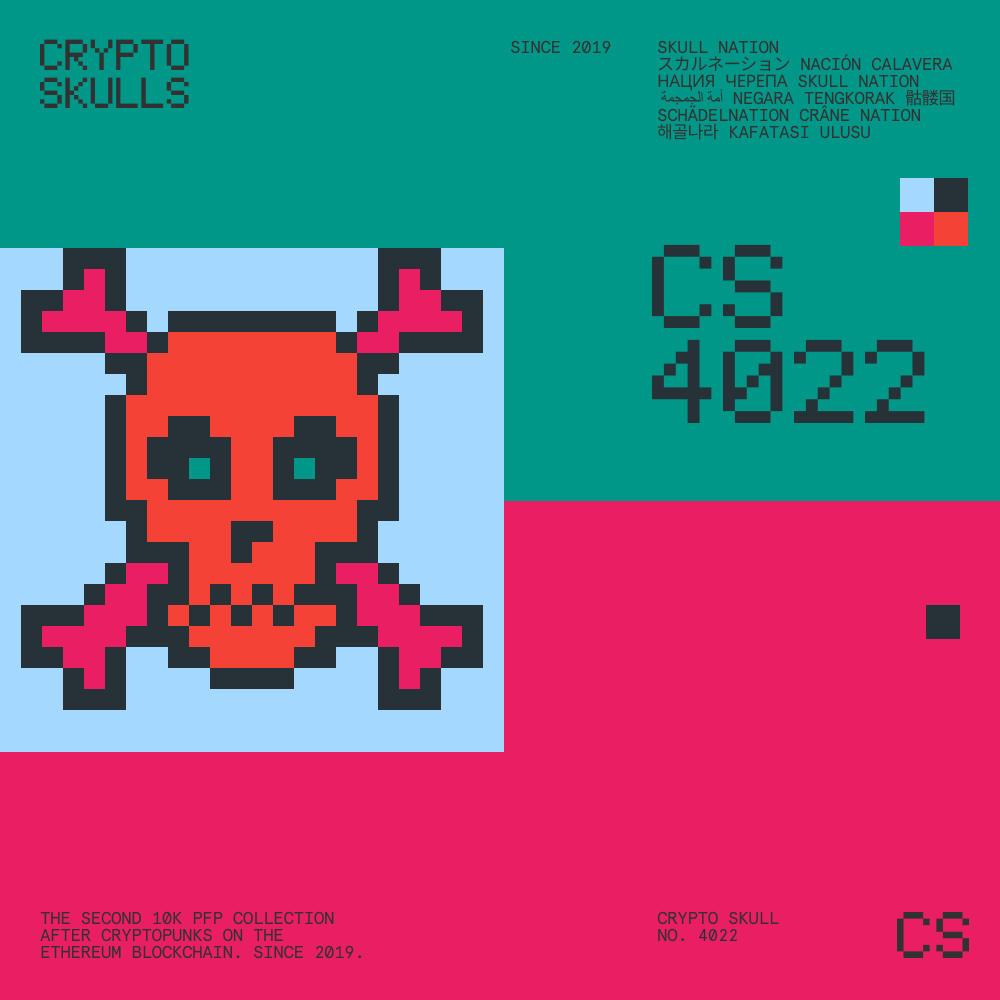 CRYPTO
SKULLS
SINCE 2019
SKULL NATION
スカルネーション NACIÓN CALAVERA
НАЦИЯ ЧЕРЕПА SKULL NATION
أمة الجمجمة NEGARA TENGKORAK 骷髅国
SCHÄDELNATION CRÂNE NATION
해골나라 KAFATASI ULUSU
CS
4022
THE SECOND 10K PFP COLLECTION
AFTER CRYPTOPUNKS ON THE
ETHEREUM BLOCKCHAIN. SINCE 2019.
CRYPTO SKULL
NO. 4022
CS